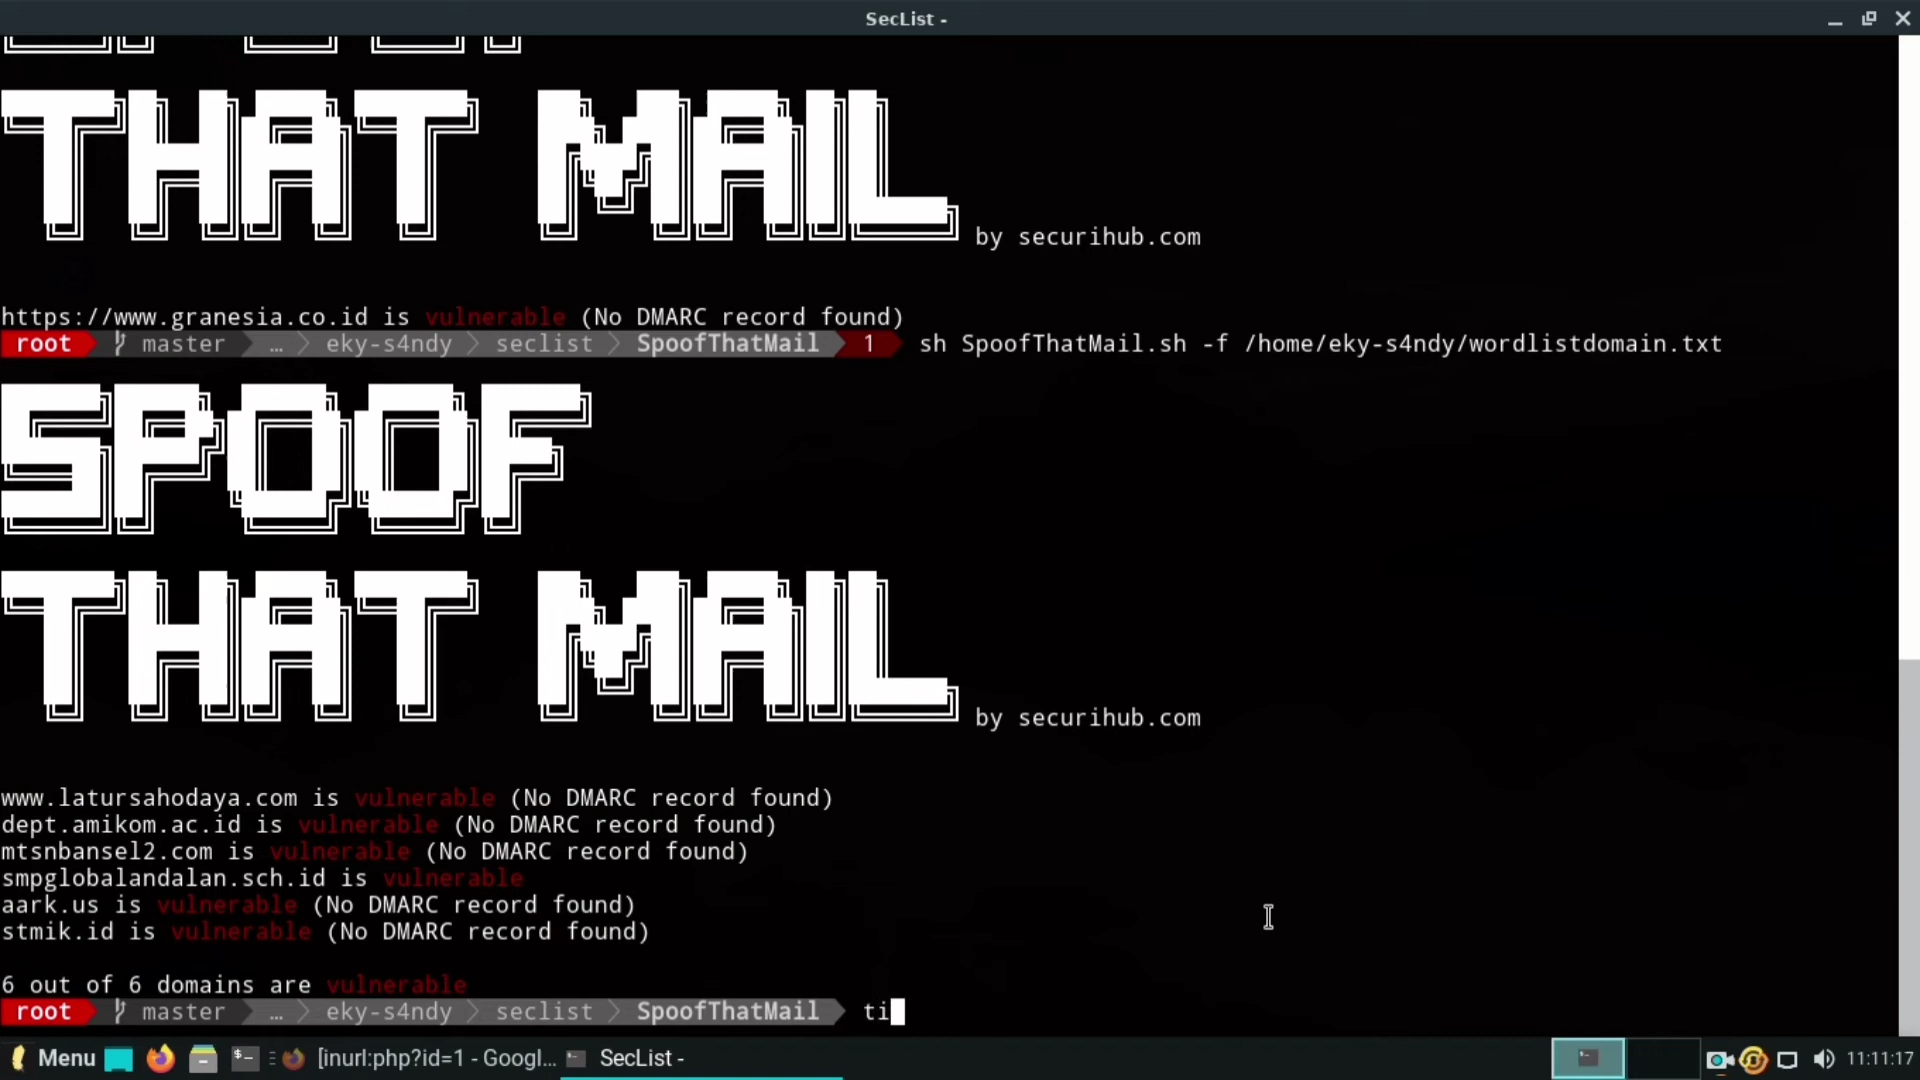 SecList -
THAT MAIL by securihub.com
https://www.granesia.co.id is vulnerable (No DMARC record found)
root master … eky-s4ndy seclist SpoofThatMail 1 sh SpoofThatMail.sh -f /home/eky-s4ndy/wordlistdomain.txt
SPOOF
THAT MAIL by securihub.com
www.latursahodaya.com is vulnerable (No DMARC record found)
dept.amikom.ac.id is vulnerable (No DMARC record found)
mtsnbansel2.com is vulnerable (No DMARC record found)
smpglobalandalan.sch.id is vulnerable
aark.us is vulnerable (No DMARC record found)
stmik.id is vulnerable (No DMARC record found)
6 out of 6 domains are vulnerable
root master … eky-s4ndy seclist SpoofThatMail ti
Menu [inurl:php?id=1 - Googl... SecList - 11:11:17